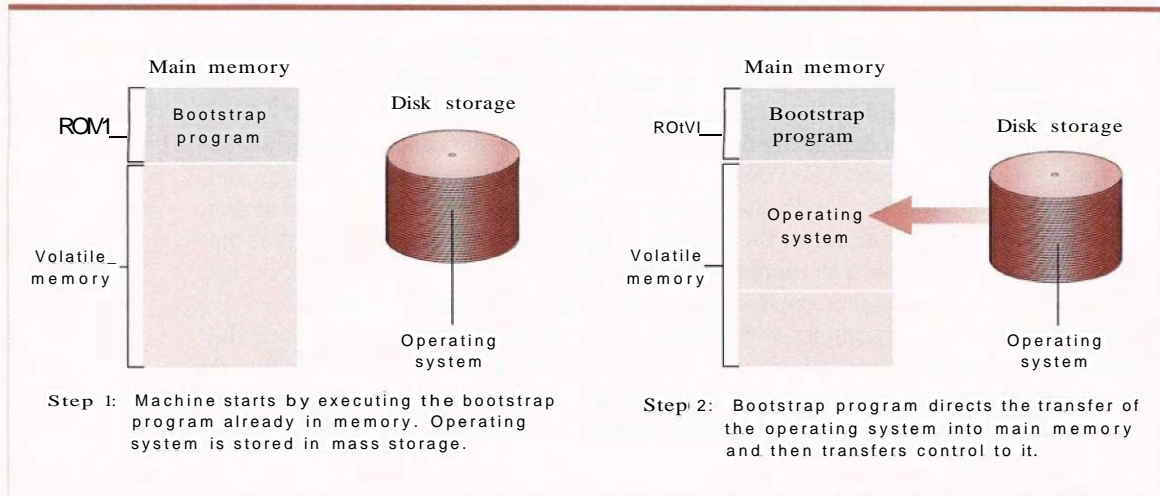 Main memory
ROIV1_
Bootstrap
program
Disk storage
Volatile_
memory
Operating
system
Step 1: Machine starts by executing the bootstrap
program already in memory. Operating
system is stored in mass storage.
Main memory
ROtVI_
Bootstrap
program
Disk storage
Operating
system
Volatile
memory
Operating
system
Step 2: Bootstrap program directs the transfer of
the operating system into main memory
and then transfers control to it.